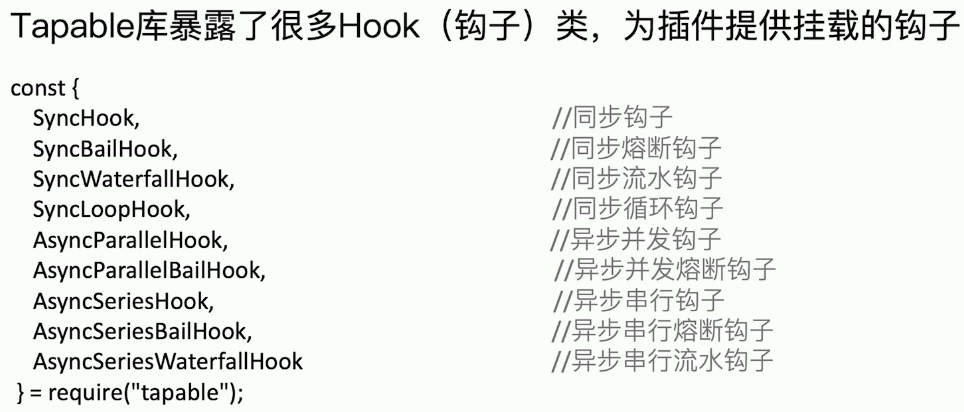 Tapable库暴露了很多Hook（钩子）类，为插件提供挂载的钩子
const {
SyncHook, //同步钩子
SyncBailHook, //同步熔断钩子
SyncWaterfallHook, //同步流水钩子
SyncLoopHook, //同步循环钩子
AsyncParallelHook, //异步并发钩子
AsyncParallelBailHook, //异步并发熔断钩子
AsyncSeriesHook, //异步串行钩子
AsyncSeriesBailHook, //异步串行熔断钩子
AsyncSeriesWaterfallHook //异步串行流水钩子
} = require("tapable");